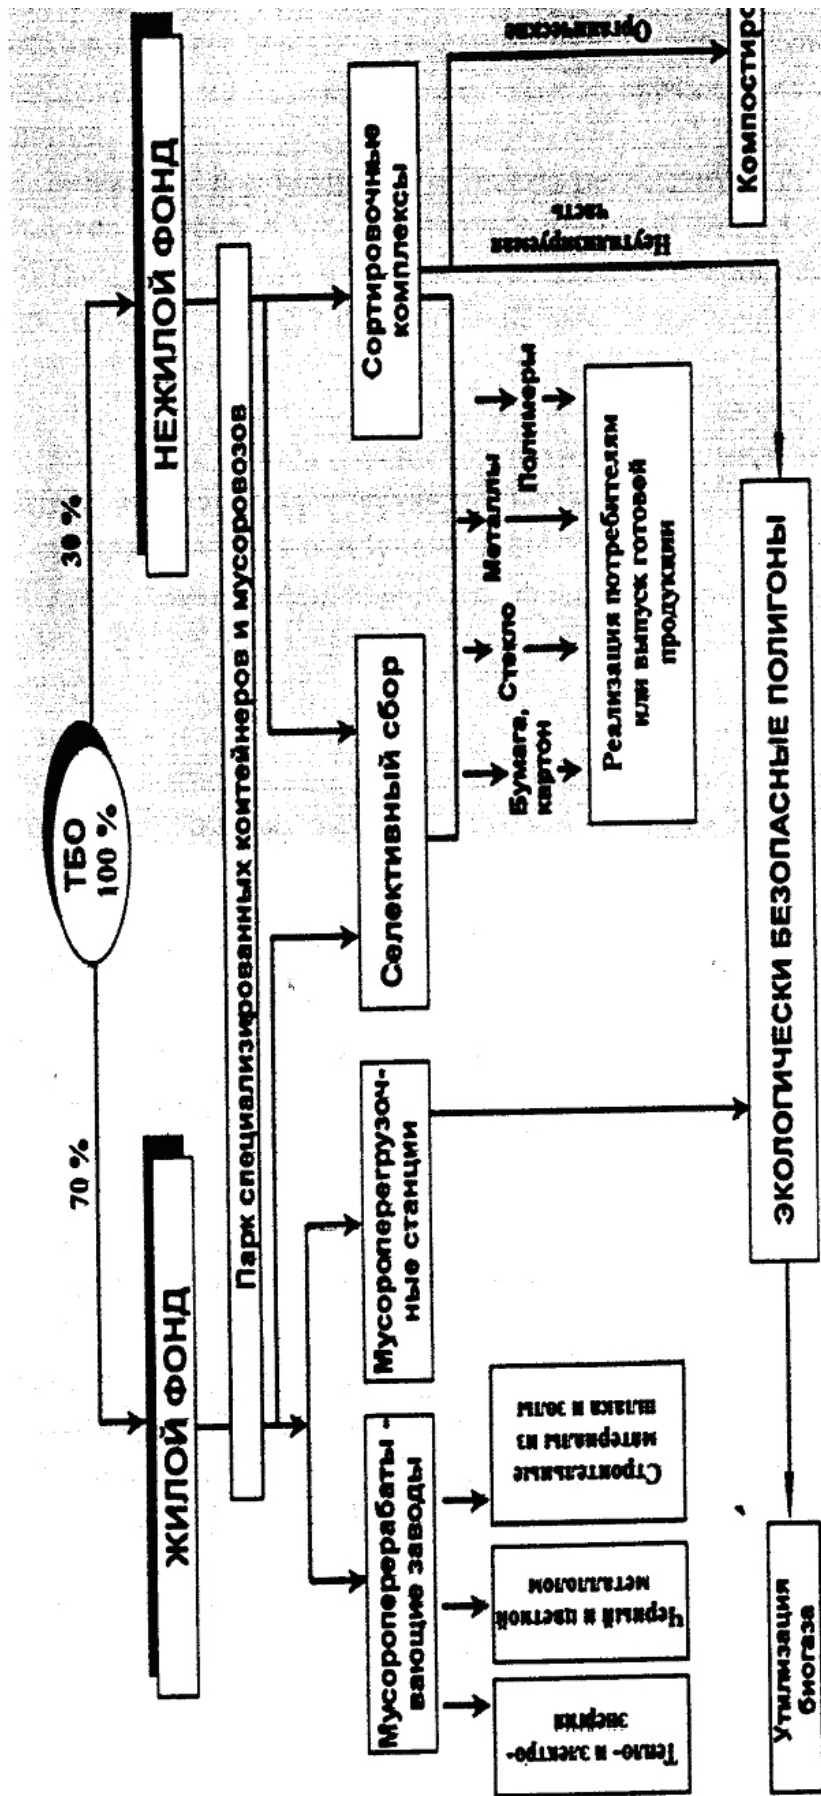 ТБО
100 %
70 %
30 %
ЖИЛОЙ ФОНД
НЕЖИЛОЙ ФОНД
Парк специализированных контейнеров и мусоровозов
Мусороперерабаты -
вающие заводы
Мусороперегрузоч-
ные станции
Селективный сбор
Сортировочные
комплексы
Тепло- и электро-
энергия
Черный и цветной
металлолом
Строительные
материалы из
шлака и золы
Бумага,
картон
Стекло
Металлы
Полимеры
Неутилизируемая
часть
Органические
Реализация потребителям
или выпуск готовой
продукции
Компостиро
ЭКОЛОГИЧЕСКИ БЕЗОПАСНЫЕ ПОЛИГОНЫ
Утилизация
биогаза